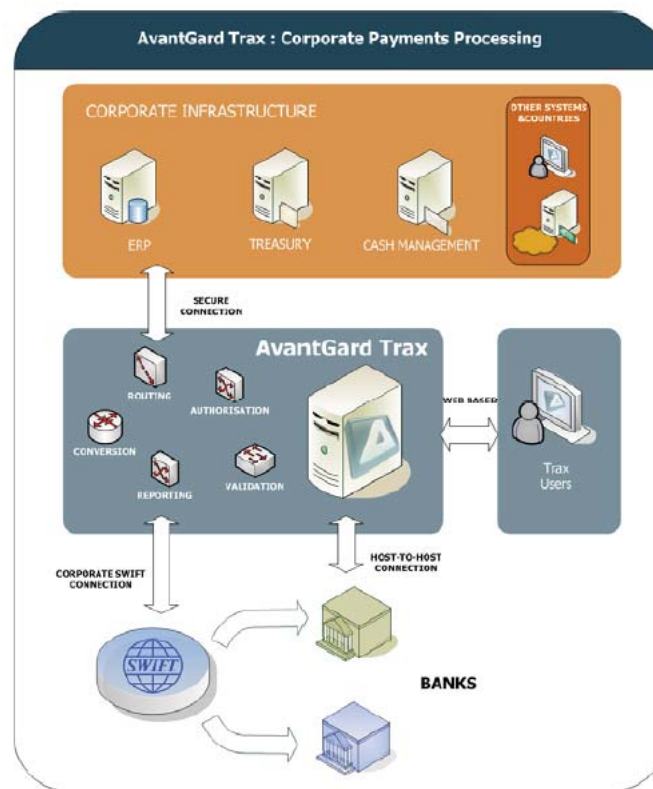 AvantGard Trax : Corporate Payments Processing
CORPORATE INFRASTRUCTURE
OTHER SYSTEMS
&COUNTRIES
ERP
TREASURY
CASH MANAGEMENT
SECURE
CONNECTION
AvantGard Trax
ROUTING
AUTHORISATION
CONVERSION
REPORTING
VALIDATION
WEB BASED
Trax
Users
CORPORATE SWIFT
CONNECTION
HOST-TO-HOST
CONNECTION
SWIFT
BANKS